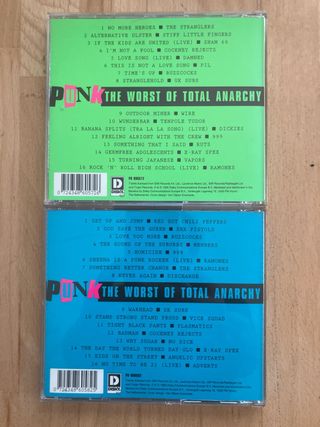 1 NO MORE HEROES ■ THE STRANGLERS
2 ALTERNATIVE ULSTER ■ STIFF LITTLE FINGERS
3 IF THE KIDS ARE UNITED (LIVE) ■ SHAM 69
4 I'M NOT A FOOL ■ COCKNEY REJECTS
5 LOVE SONG (LIVE) ■ DAMNED
6 THIS IS NOT A LOVE SONG ■ PIL
7 TIME'S UP ■ BUZZCOCKS
8 STRANGLEHOLD ■ UK SUBS
PUNK THE WORST OF TOTAL ANARCHY
9 OUTDOOR MINER ■ WIRE
10 WUNDERBAR ■ TENPOLE TUDOR
11 BANANA SPLITS (TRA LA LA SONG) (LIVE) ■ DICKIES
12 FEELING ALRIGHT WITH THE CREW ■ 999
13 SOMETHING THAT I SAID ■ RUTS
14 GERMFREE ADOLESCENTS ■ X-RAY SPEX
15 TURNING JAPANESE ■ VAPORS
16 ROCK 'N' ROLL HIGH SCHOOL (LIVE) ■ RAMONES
DISKY
1 GET UP AND JUMP ■ RED HOT CHILI PEPPERS
2 GOD SAVE THE QUEEN ■ SEX PISTOLS
3 LOVE YOU MORE ■ BUZZCOCKS
4 THE SOUND OF THE SUBURBS ■ MEMBERS
5 HOMICIDE ■ 999
6 SHEENA IS A PUNK ROCKER (LIVE) ■ RAMONES
7 SOMETHING BETTER CHANGE ■ THE STRANGLERS
8 NEVER AGAIN ■ DISCHARGE
PUNK THE WORST OF TOTAL ANARCHY
9 WARHEAD ■ UK SUBS
10 STAND STRONG STAND PROUD ■ VICE SQUAD
11 TIGHT BLACK PANTS ■ PLASMATICS
12 BADMAN ■ COCKNEY REJECTS
13 WHY SUGAR ■ NO DICE
14 THE DAY THE WORLD TURNED DAY-GLO ■ X-RAY SPEX
15 KIDS ON THE STREET ■ ANGELIC UPSTARTS
16 NO TIME TO BE 21 (LIVE) ■ ADVERTS
DISKY